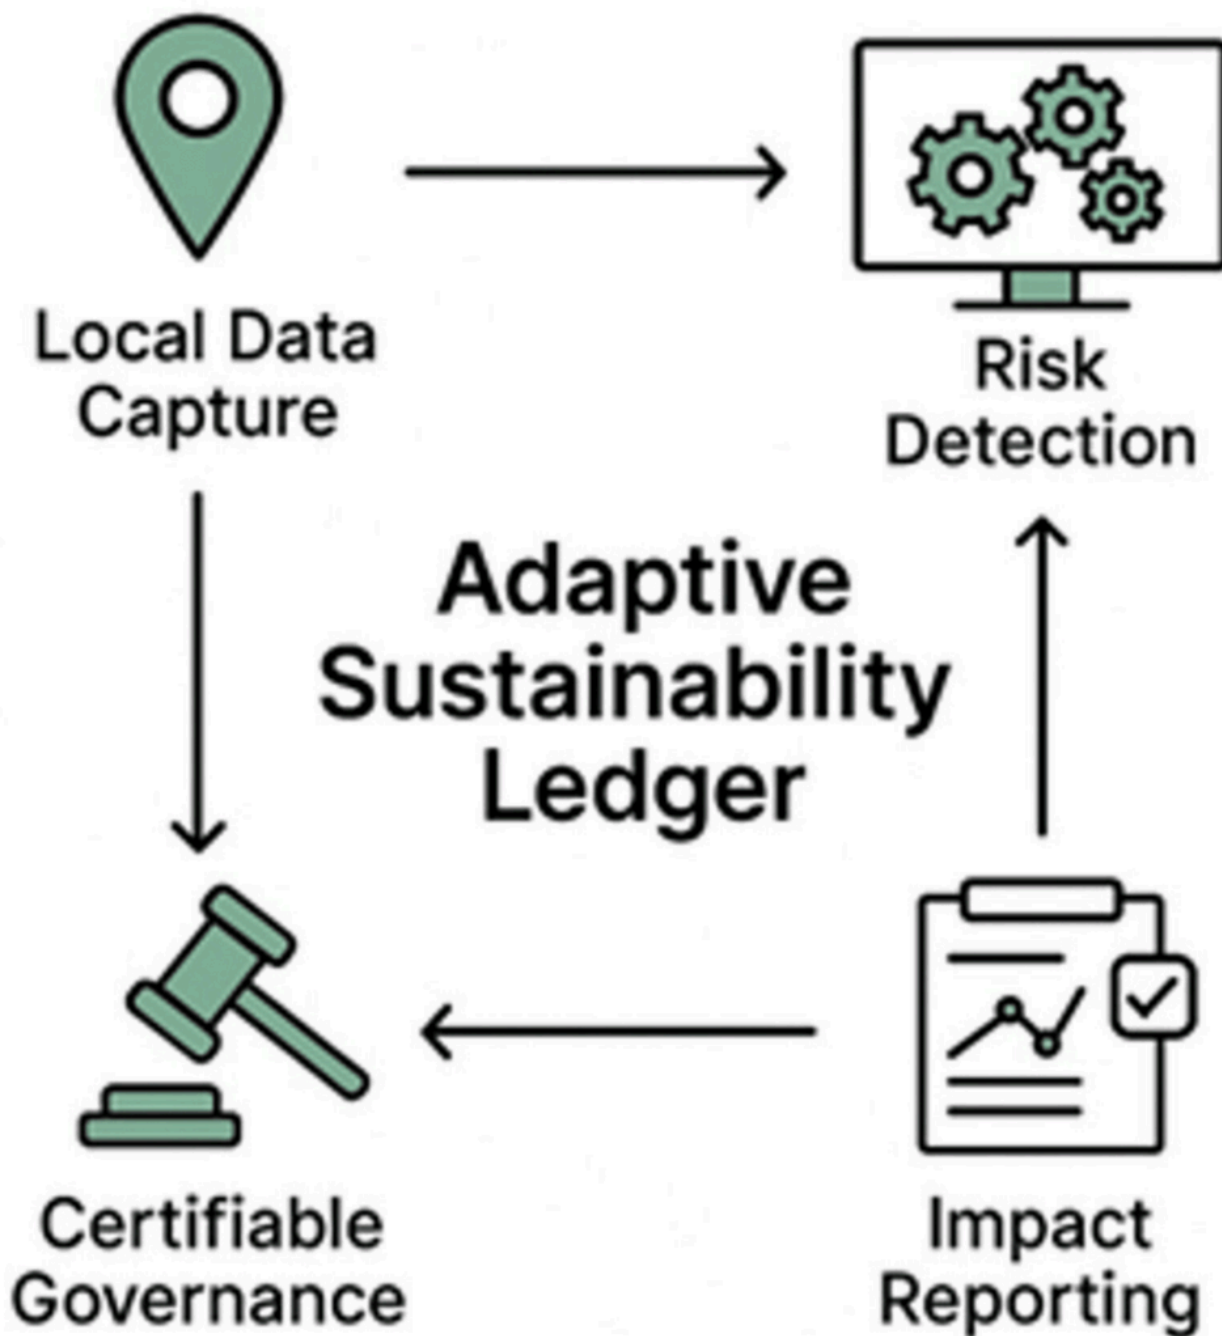 Local Data
Capture
Risk
Detection
Adaptive
Sustainability
Ledger
Certifiable
Governance
Impact
Reporting